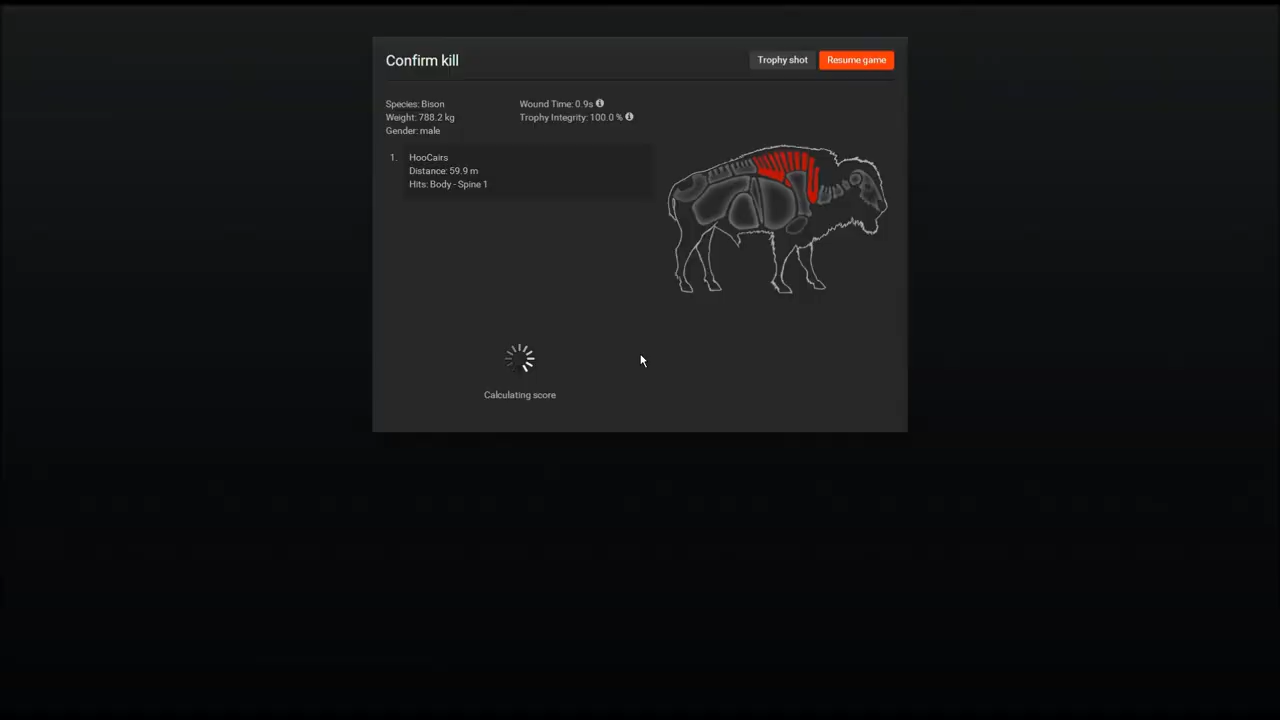 Confirm kill
Trophy shot
Resume game
Species: Bison
Weight: 788.2 kg
Gender: male
Wound Time: 0.9s
Trophy Integrity: 100.0 %
1.
HooCairs
Distance: 59.9 m
Hits: Body - Spine 1
Calculating score